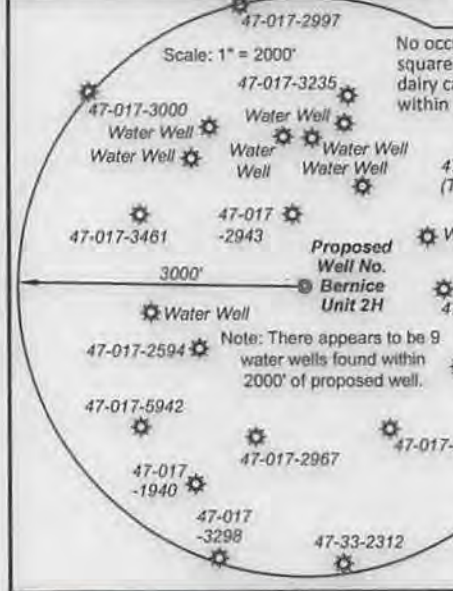 47-017-2997
Scale: 1" = 2000'
No occ
square
dairy ca
within
47-017-3235
47-017-3000
Water Well
Water Well
Water Well
Water
Well
Water Well
Water Well
4
(T
47-017-3461
47-017
-2943
W
Proposed
Well No.
Bernice
Unit 2H
3000'
4
Water Well
Note: There appears to be 9
water wells found within
2000' of proposed well.
47-017-2594
47-017-5942
47-017-2967
47-017-
47-017
-1940
47-017
-3298
47-33-2312